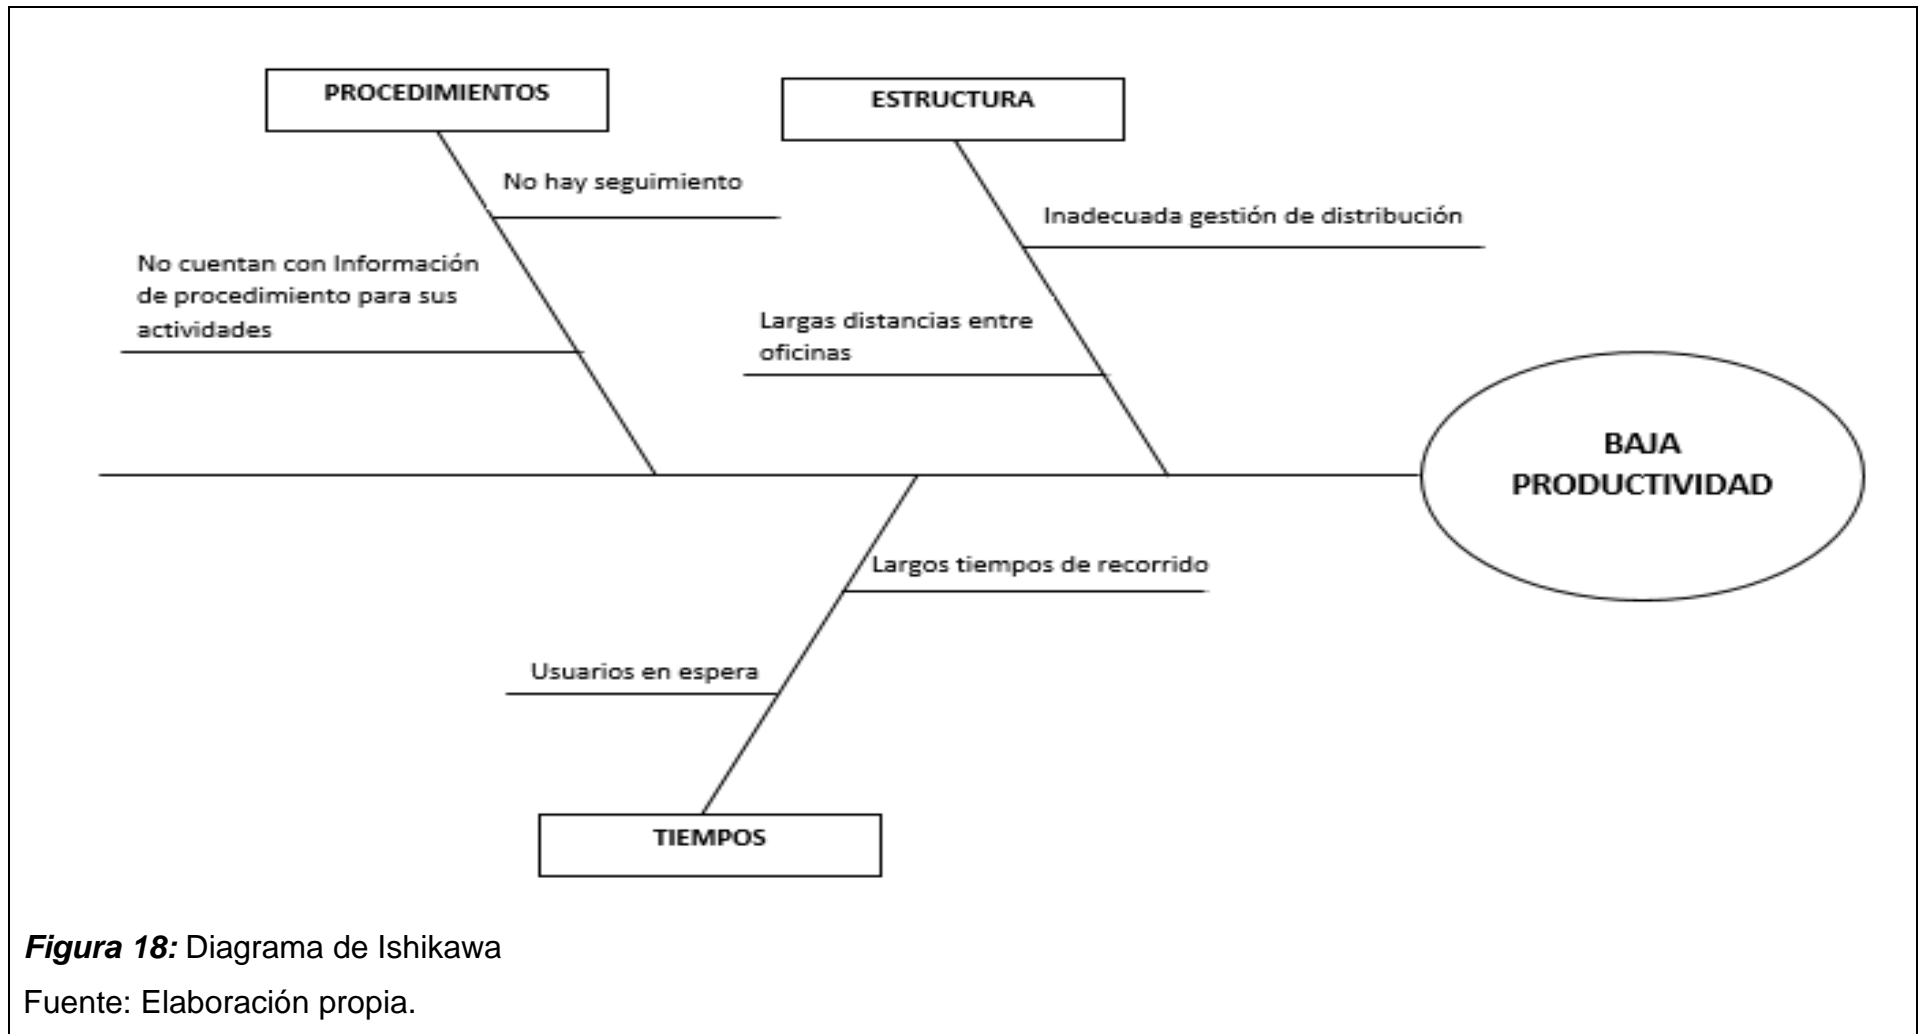 PROCEDIMIENTOS
ESTRUCTURA
No hay seguimiento
Inadecuada gestión de distribución
No cuentan con Información
de procedimiento para sus
actividades
Largas distancias entre
oficinas
BAJA
PRODUCTIVIDAD
Largos tiempos de recorrido
Usuarios en espera
TIEMPOS
Figura 18: Diagrama de Ishikawa
Fuente: Elaboración propia.